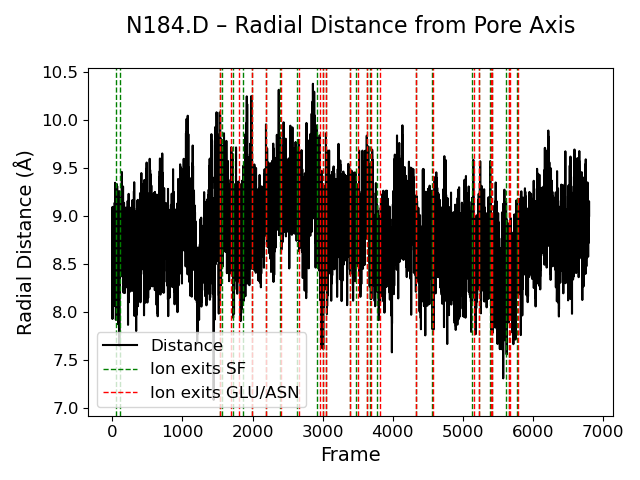 N184.D – Radial Distance from Pore Axis
10.5
10.0
9.5
9.0
8.5
8.0
7.5
7.0
Radial Distance (Å)
Distance
Ion exits SF
Ion exits GLU/ASN
0 1000 2000 3000 4000 5000 6000 7000
Frame